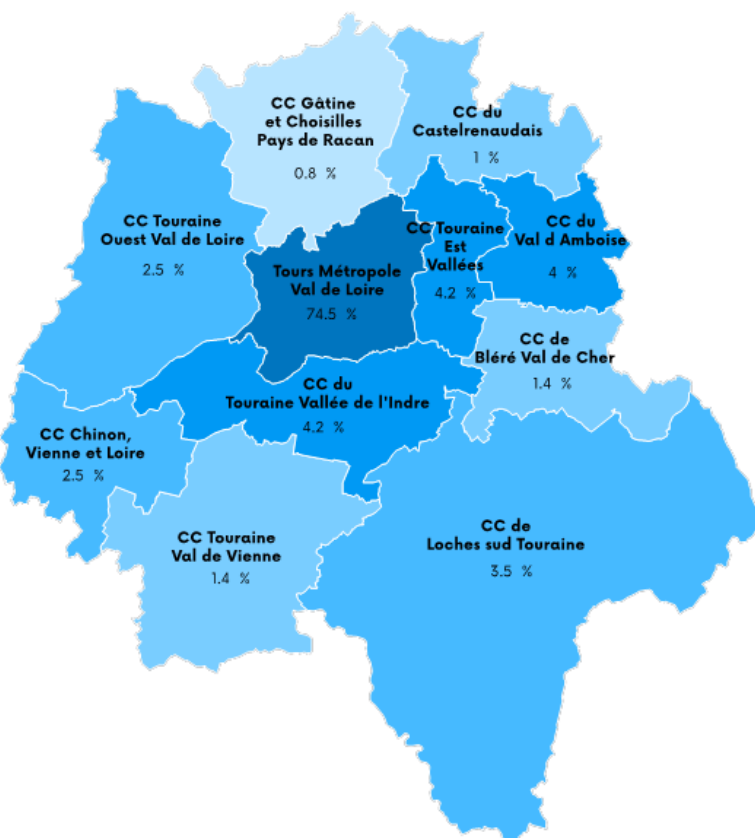 CC Gâtine
et Choisilles
Pays de Racan
0.8 %
CC du
Castelrenaudais
1 %
CC Touraine
Ouest Val de Loire
2.5 %
Tours Métropole
Val de Loire
74.5 %
CC Touraine
Est
Vallées
4.2 %
CC du
Val d Amboise
4 %
CC de
Bléré Val de Cher
1.4 %
CC du
Touraine Vallée de l'Indre
4.2 %
CC Chinon,
Vienne et Loire
2.5 %
CC Touraine
Val de Vienne
1.4 %
CC de
Loches sud Touraine
3.5 %